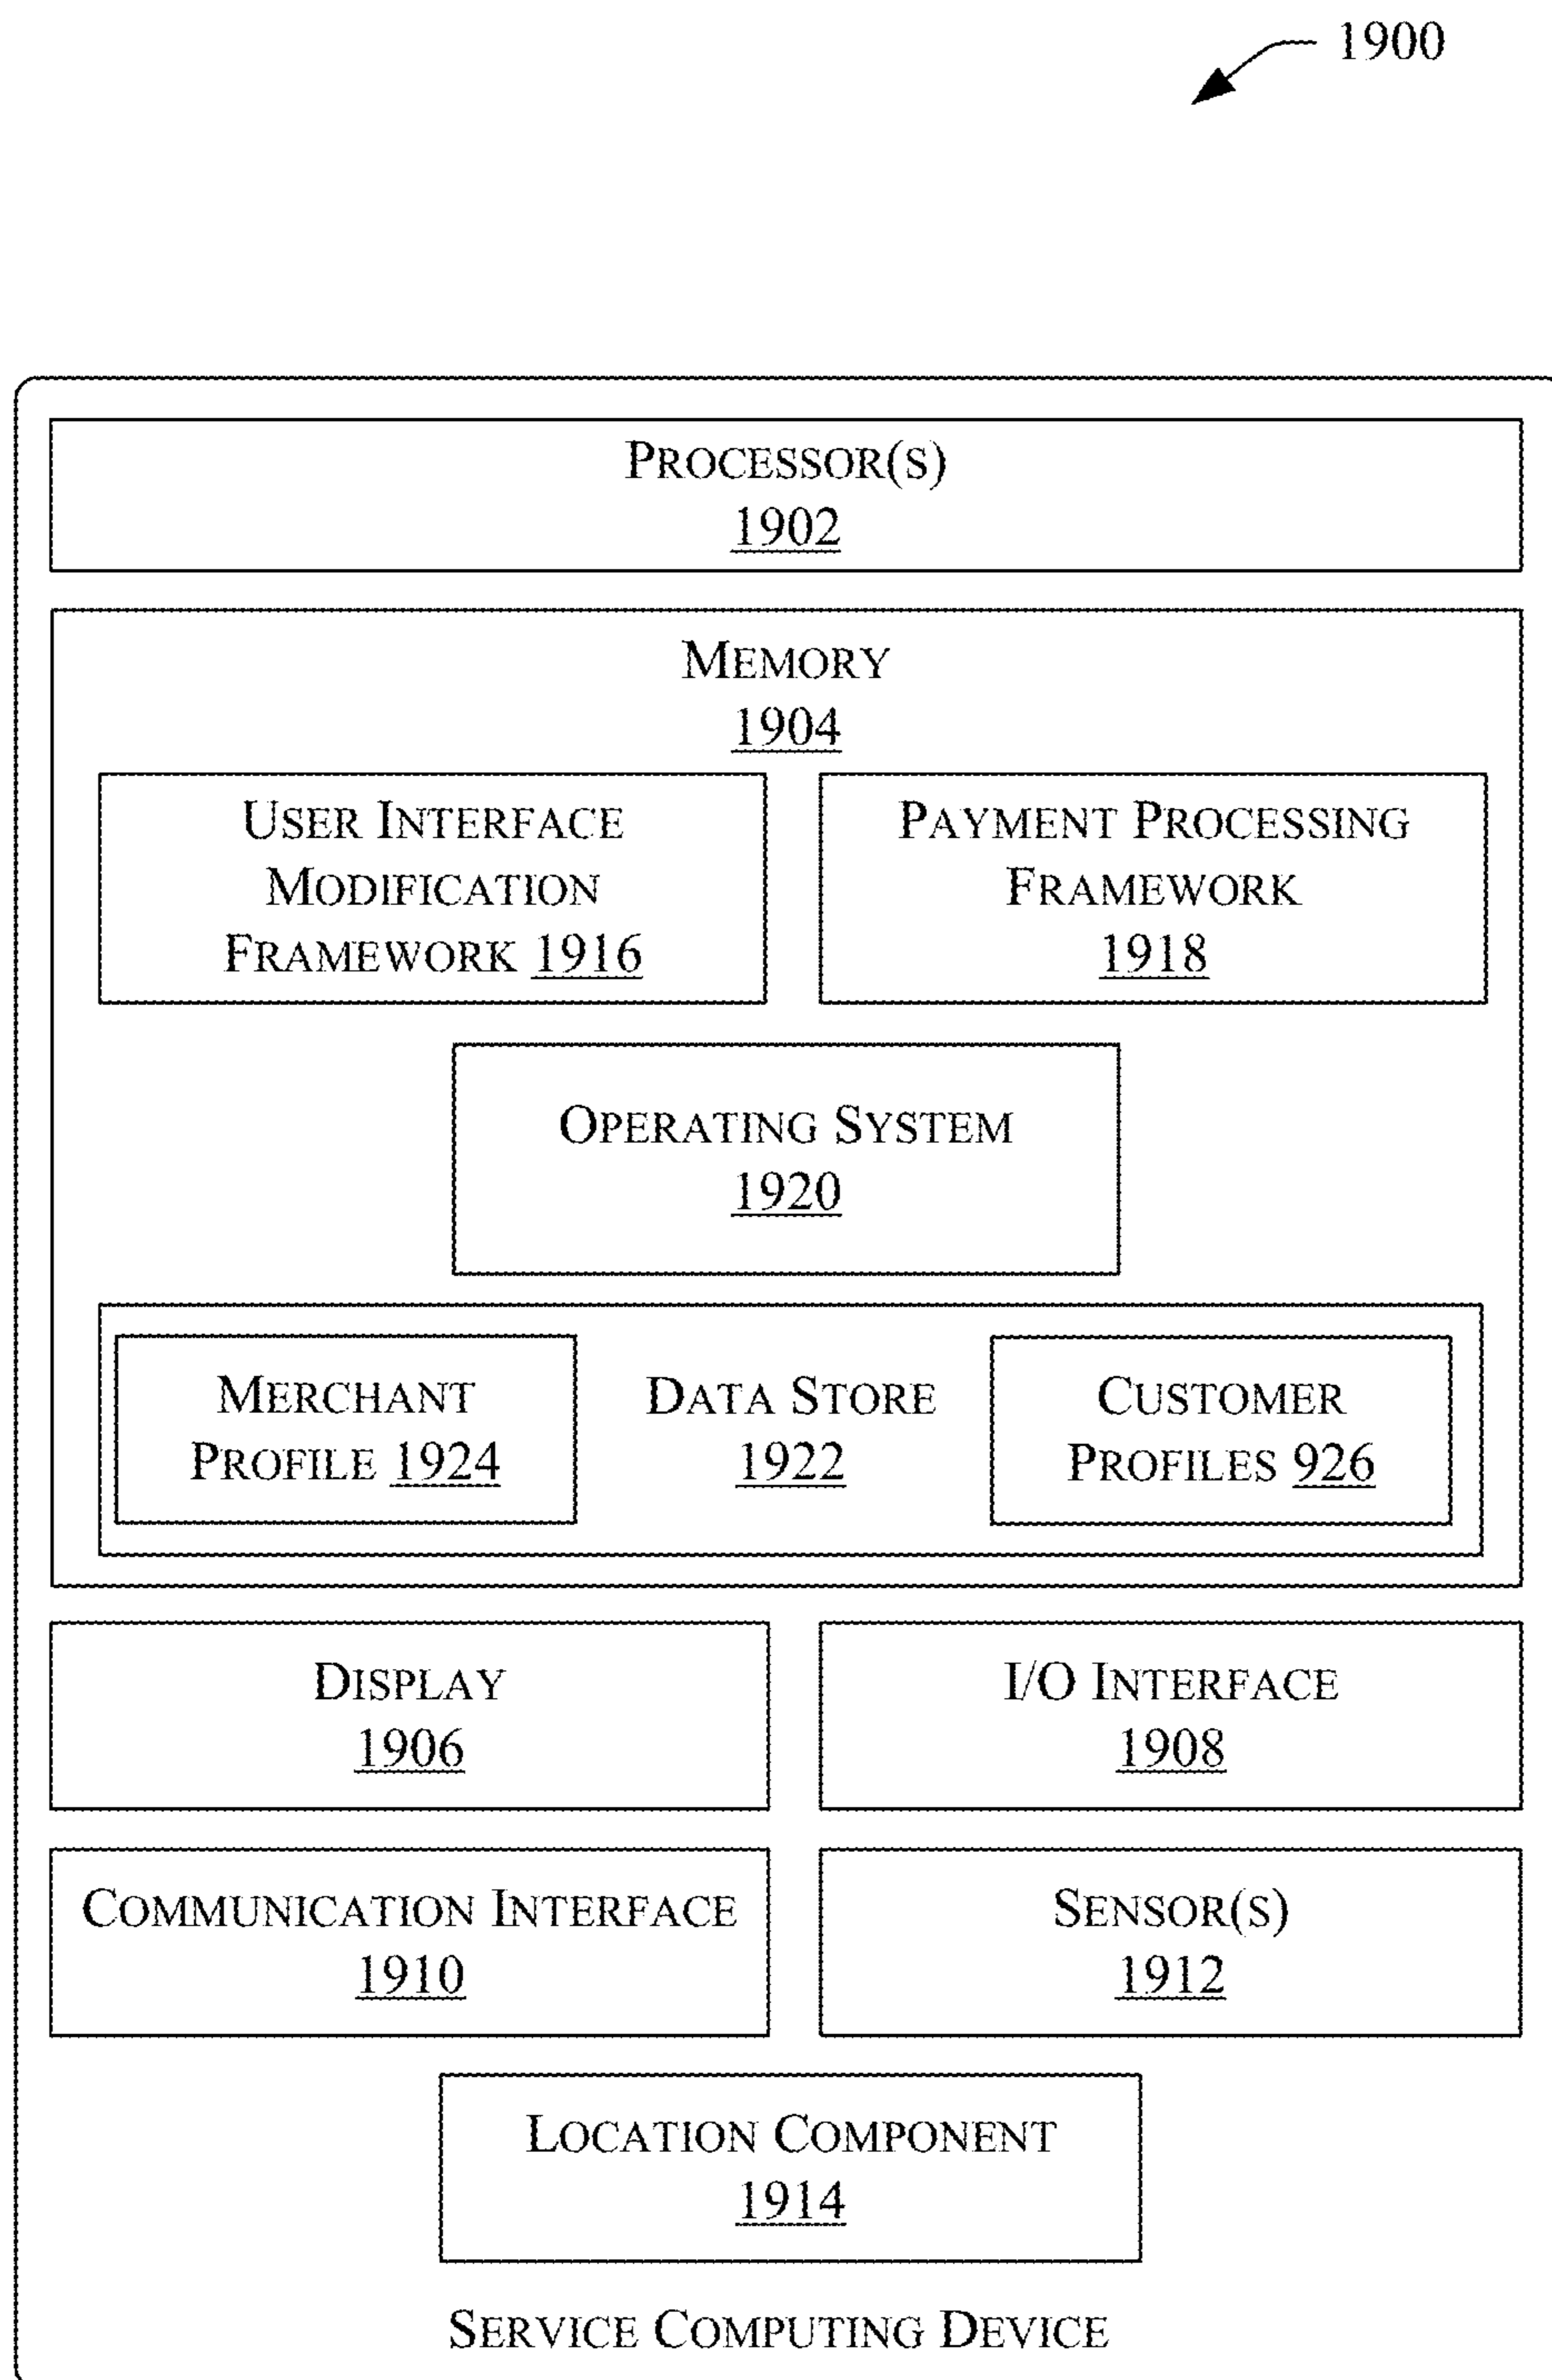 1900
PROCESSOR(S)
1902
MEMORY
1904
USER INTERFACE
MODIFICATION
FRAMEWORK 1916
PAYMENT PROCESSING
FRAMEWORK
1918
OPERATING SYSTEM
1920
MERCHANT
PROFILE 1924
DATA STORE
1922
CUSTOMER
PROFILES 926
DISPLAY
1906
I/O INTERFACE
1908
COMMUNICATION INTERFACE
1910
SENSOR(S)
1912
LOCATION COMPONENT
1914
SERVICE COMPUTING DEVICE